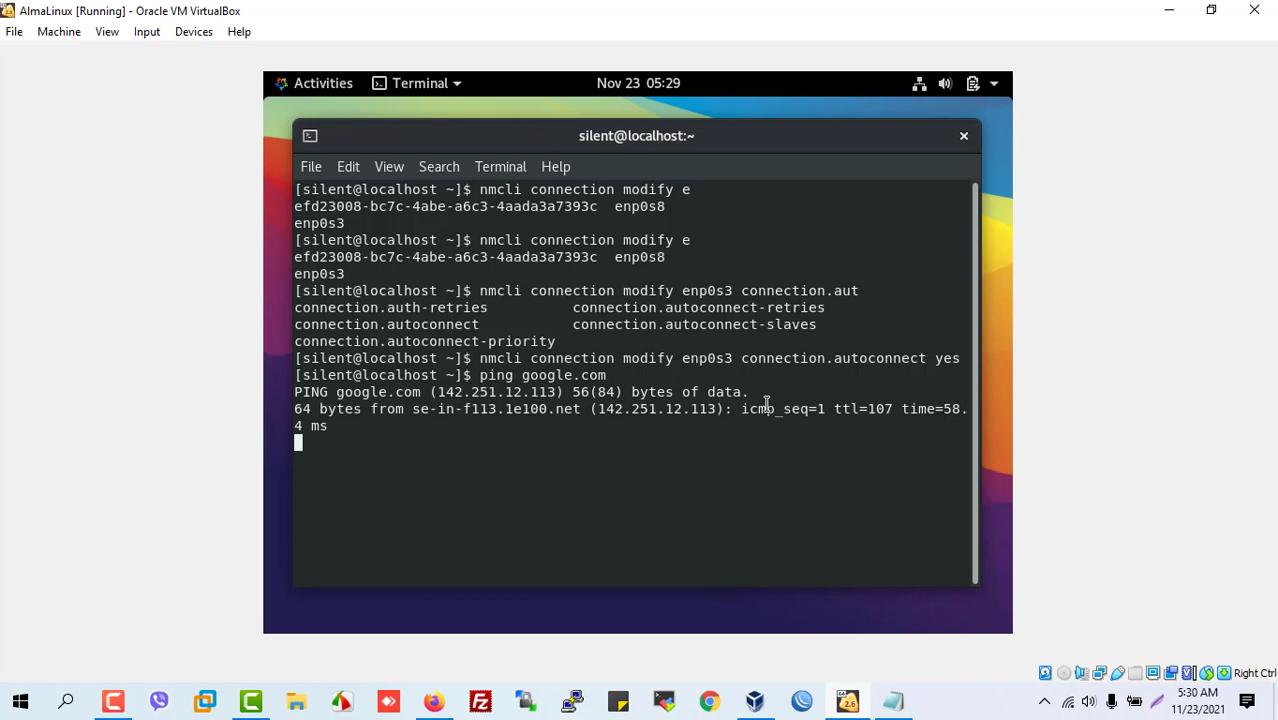 AlmaLinux [Running] - Oracle VM VirtualBox
File Machine View Input Devices Help
Activities Terminal Nov 23 05:29
silent@localhost:~
File Edit View Search Terminal Help
[silent@localhost ~]$ nmcli connection modify e
efd23008-bc7c-4abe-a6c3-4aada3a7393c enp0s8
enp0s3
[silent@localhost ~]$ nmcli connection modify e
efd23008-bc7c-4abe-a6c3-4aada3a7393c enp0s8
enp0s3
[silent@localhost ~]$ nmcli connection modify enp0s3 connection.aut
connection.auth-retries connection.autoconnect-retries
connection.autoconnect connection.autoconnect-slaves
connection.autoconnect-priority
[silent@localhost ~]$ nmcli connection modify enp0s3 connection.autoconnect yes
[silent@localhost ~]$ ping google.com
PING google.com (142.251.12.113) 56(84) bytes of data.
64 bytes from se-in-f113.1e100.net (142.251.12.113): icmp_seq=1 ttl=107 time=58.
4 ms
Right Ctrl
5:30 AM
11/23/2021